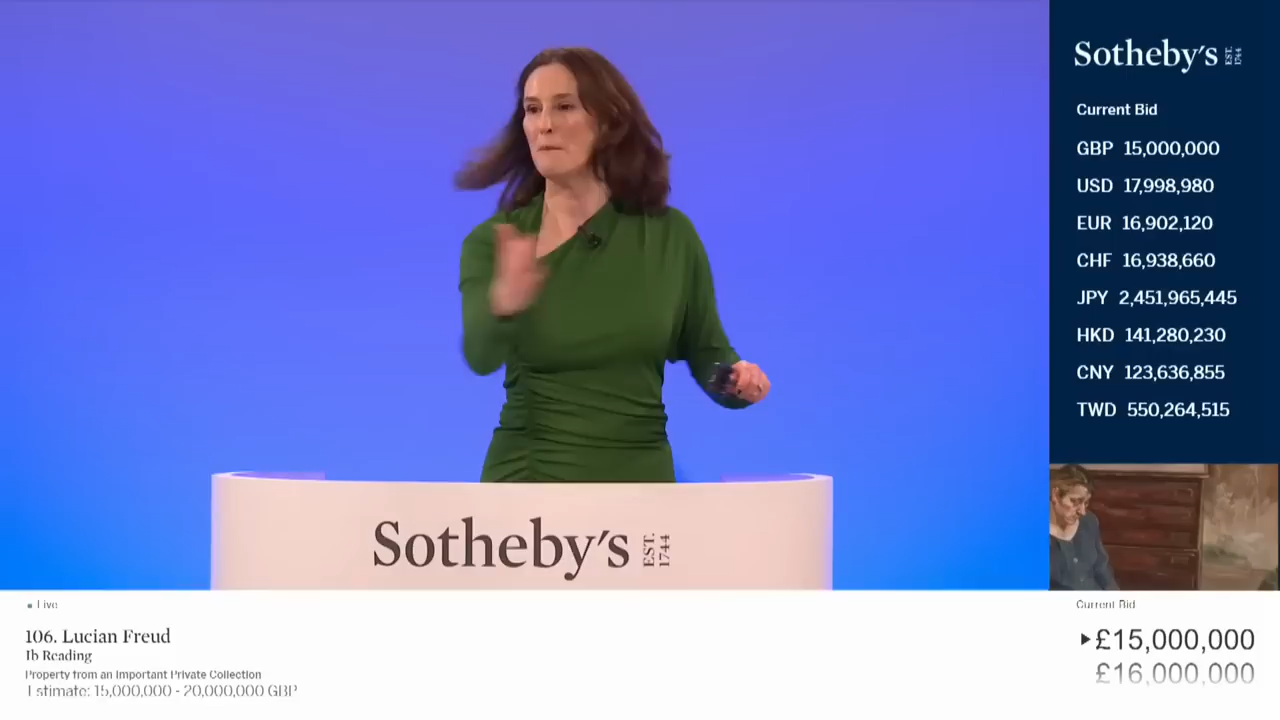 Sotheby's EST. 1744
Current Bid
GBP 15,000,000
USD 17,998,980
EUR 16,902,120
CHF 16,938,660
JPY 2,451,965,445
HKD 141,280,230
CNY 123,636,855
TWD 550,264,515
Sotheby's EST. 1744
Live
106. Lucian Freud
Ib Reading
Property from an Important Private Collection
Estimate: 15,000,000 - 20,000,000 GBP
Current Bid
£15,000,000
£16,000,000